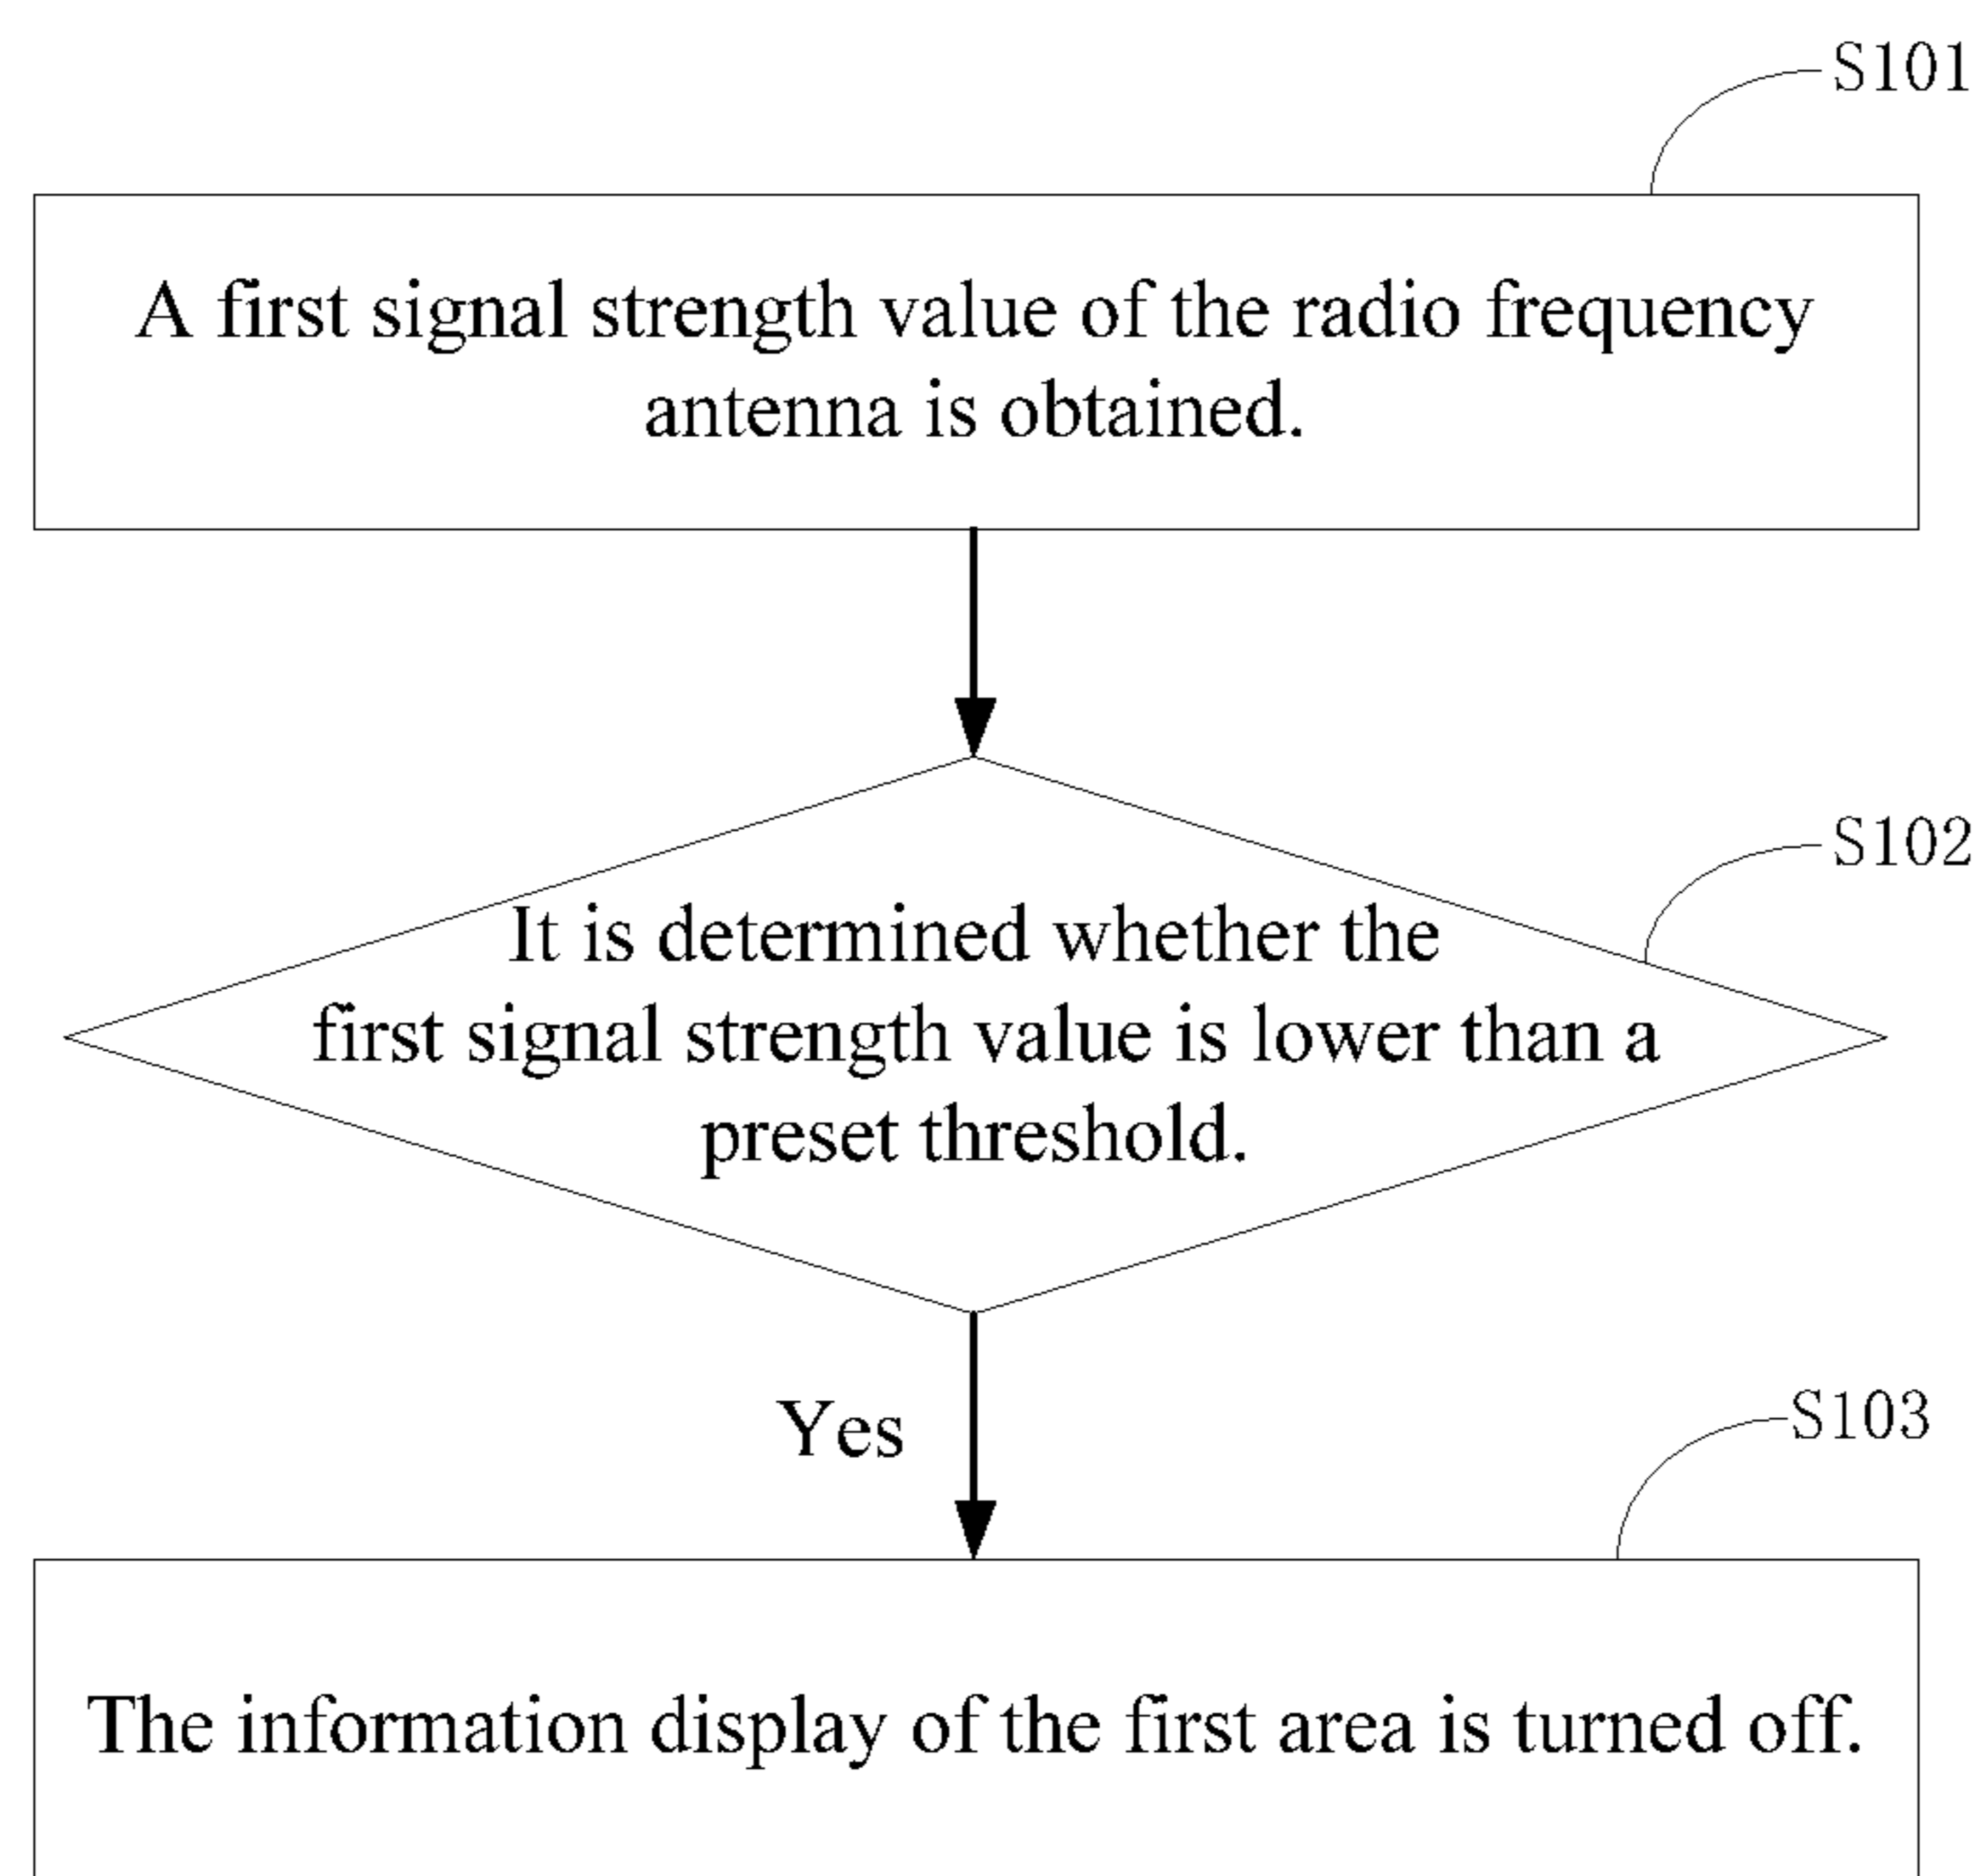 S101
A first signal strength value of the radio frequency
antenna is obtained.
S102
It is determined whether the
first signal strength value is lower than a
preset threshold.
Yes
S103
The information display of the first area is turned off.